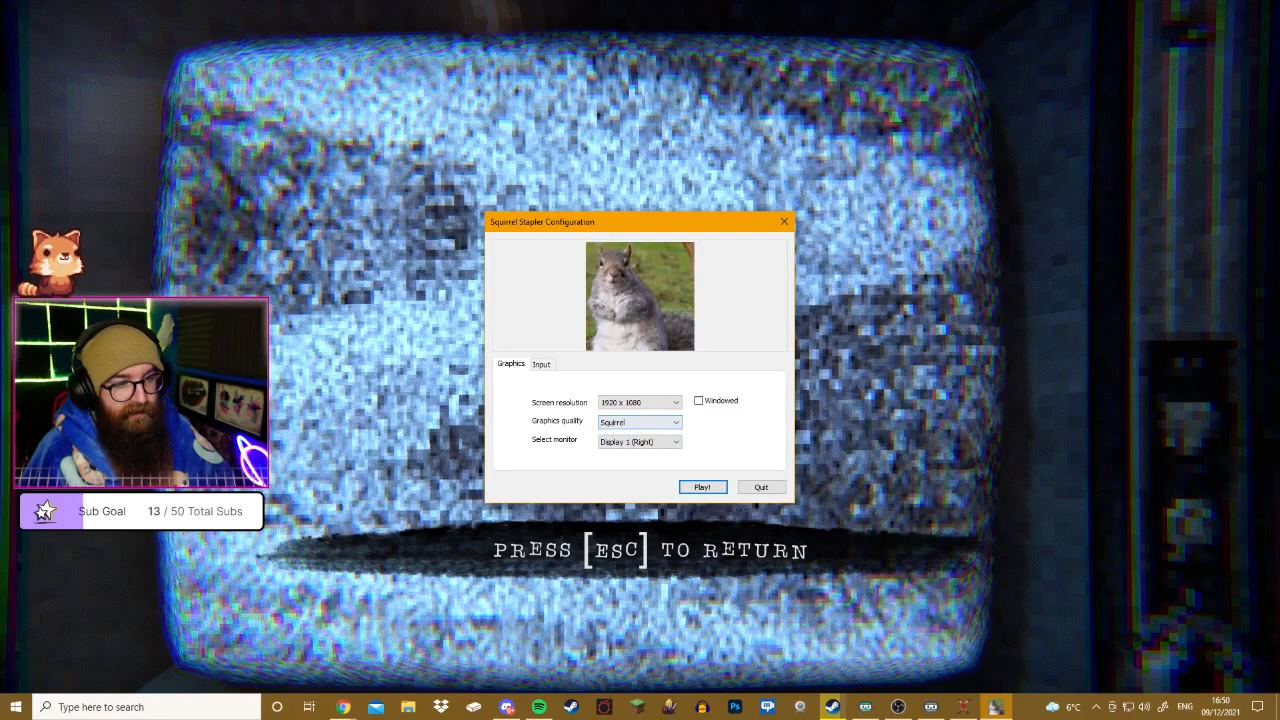 Squirrel Stapler Configuration
Graphics Input
Screen resolution 1920 x 1080 Windowed
Graphics quality Squirrel
Select monitor Display 1 (Right)
Play! Quit
Sub Goal 13 / 50 Total Subs
PRESS [ESC] TO RETURN
Type here to search
6°C
ENG
16:50
09/12/2021